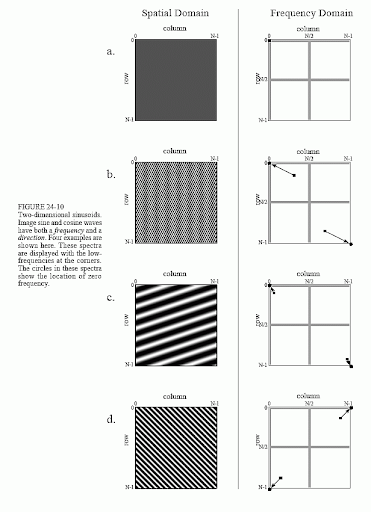 Spatial Domain
Frequency Domain
a.
column
0
N-1
row
N-1
column
0
N/2
N-1
row
N/2
N-1
b.
column
0
N-1
row
N-1
column
0
N/2
N-1
row
N/2
N-1
FIGURE 24-10
Two-dimensional sinusoids.
Image sine and cosine waves
have both a frequency and a
direction. Four examples are
shown here. These spectra
are displayed with the low-
frequencies at the corners.
The circles in these spectra
show the location of zero
frequency.
c.
column
0
N-1
row
N-1
column
0
N/2
N-1
row
N/2
N-1
d.
column
0
N-1
row
N-1
column
0
N/2
N-1
row
N/2
N-1